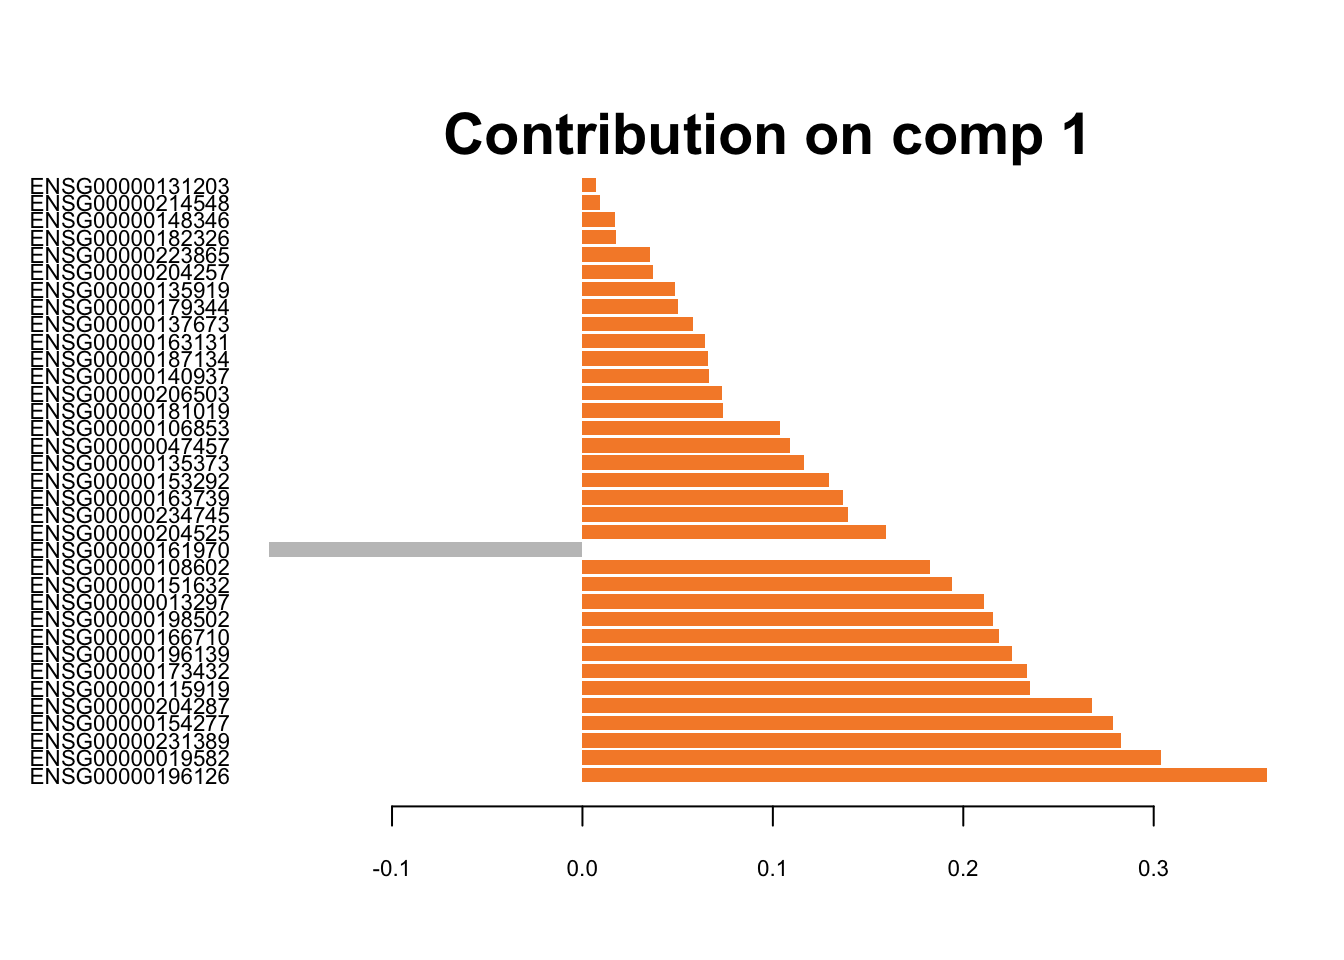 Contribution on comp 1
ENSG00000131203
ENSG00000214548
ENSG00000148346
ENSG00000182326
ENSG00000223865
ENSG00000204257
ENSG00000135919
ENSG00000179344
ENSG00000137673
ENSG00000163131
ENSG00000187134
ENSG00000140937
ENSG00000206503
ENSG00000181019
ENSG00000106853
ENSG00000047457
ENSG00000135373
ENSG00000153292
ENSG00000163739
ENSG00000234745
ENSG00000204525
ENSG00000161970
ENSG00000108602
ENSG00000151632
ENSG00000013297
ENSG00000198502
ENSG00000166710
ENSG00000196139
ENSG00000173432
ENSG00000115919
ENSG00000204287
ENSG00000154277
ENSG00000231389
ENSG00000019582
ENSG00000196126
-0.1 0.0 0.1 0.2 0.3